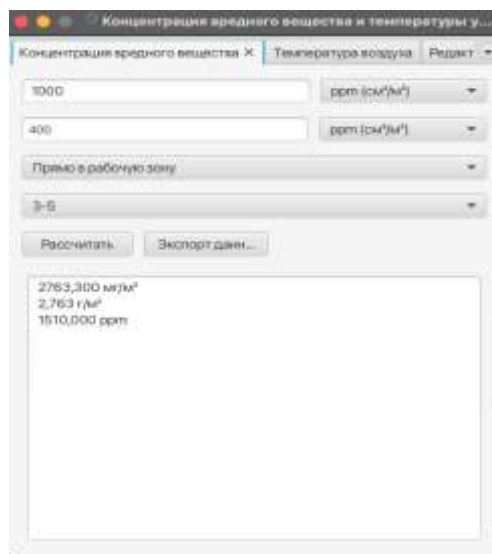 Концентрация вредного вещества и температуры у...
Концентрация вредного вещества × Температура воздуха Редакт
1000 ppm (см³/м³)
400 ppm (см³/м³)
Прямо в рабочую зону
3-5
Рассчитать Экспорт данн...
2763,300 мг/м³
2,763 г/м³
1510,000 ppm